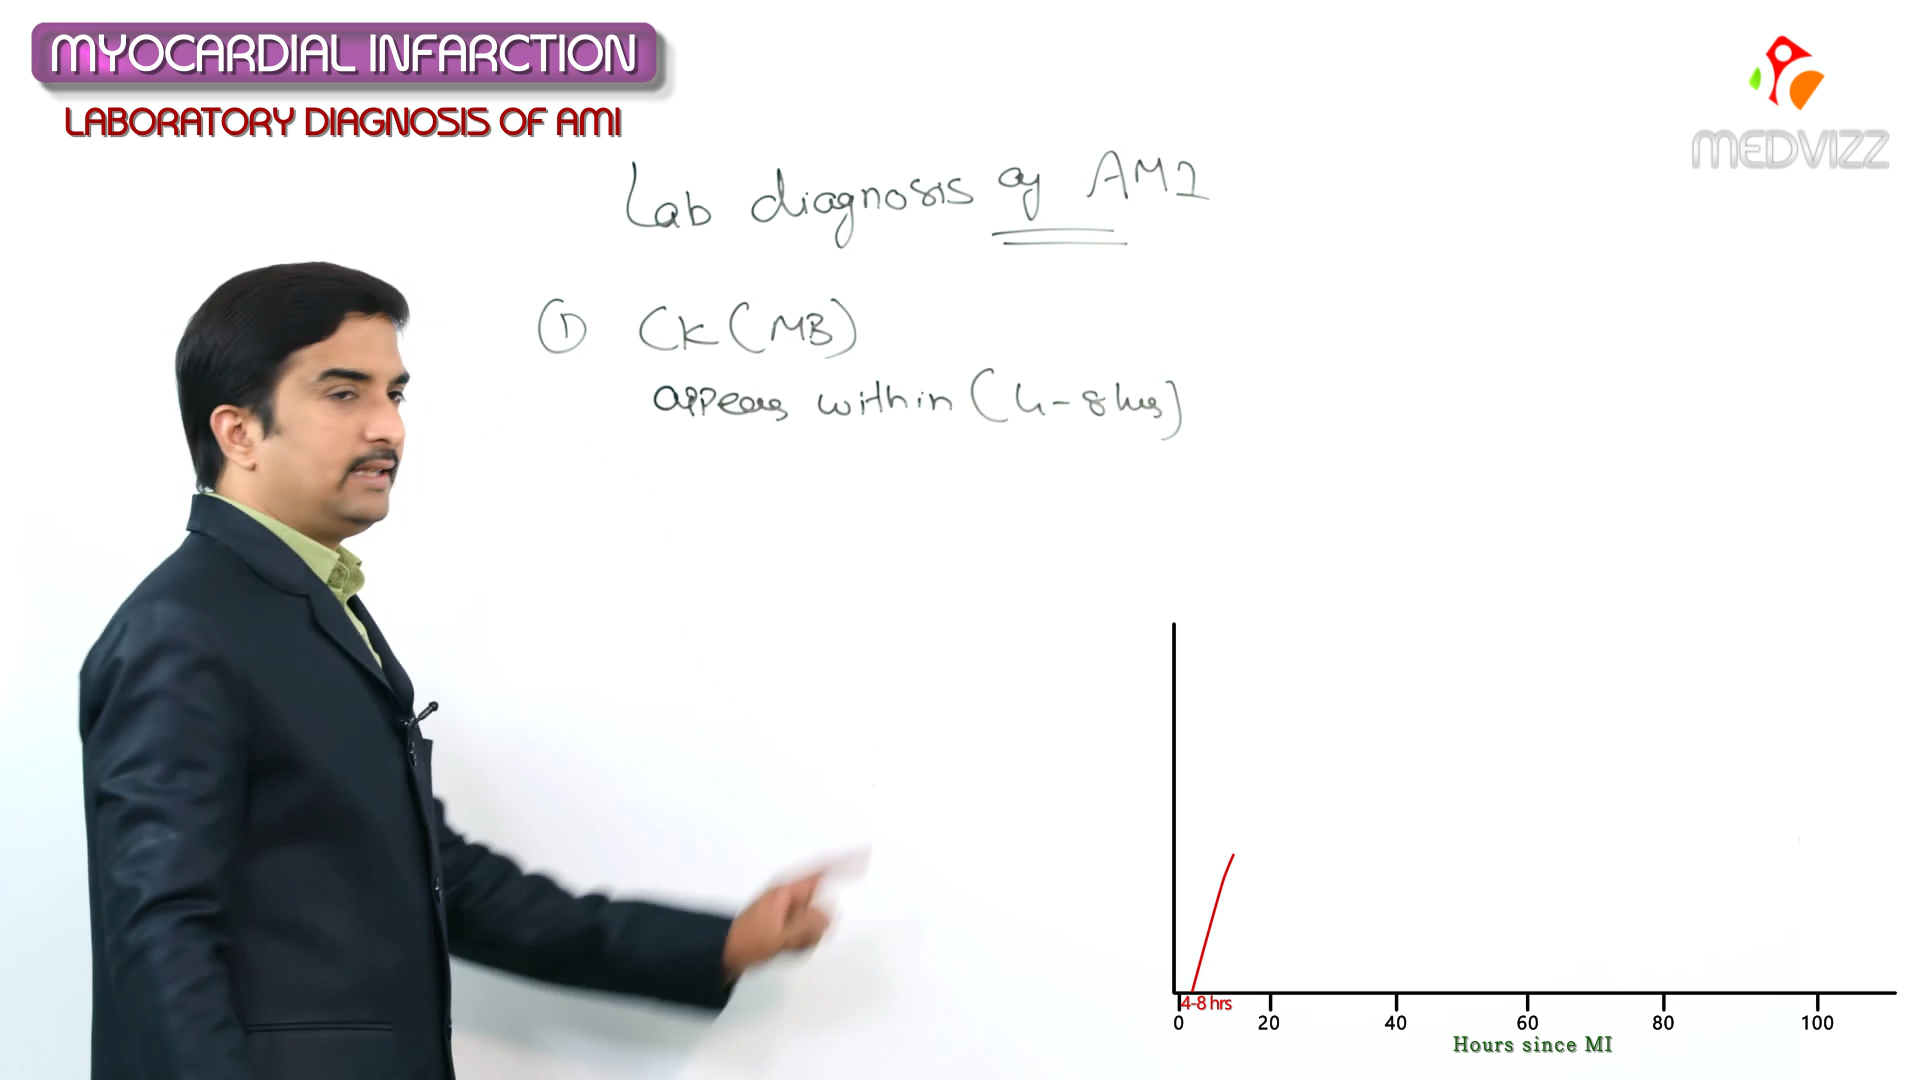 MYOCARDIAL INFARCTION
LABORATORY DIAGNOSIS OF AMI
MEDVIZZ
Lab diagnosis of AMI
① CK (MB)
appears within (4-8 hrs)
4-8 hrs
0 20 40 60 80 100
Hours since MI